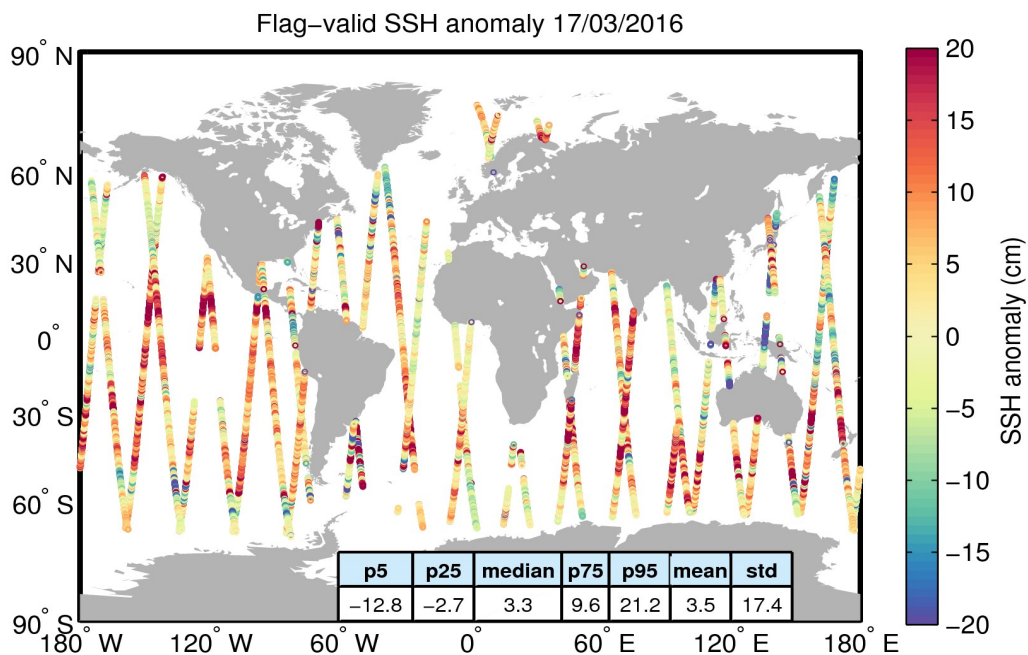 Flag−valid SSH anomaly 17/03/2016
90° N
60° N
30° N
0°
30° S
60° S
90° S
180° W
120° W
60° W
0°
60° E
120° E
180° E
p5 p25 median p75 p95 mean std
−12.8 −2.7 3.3 9.6 21.2 3.5 17.4
20
15
10
5
0
−5
−10
−15
−20
SSH anomaly (cm)